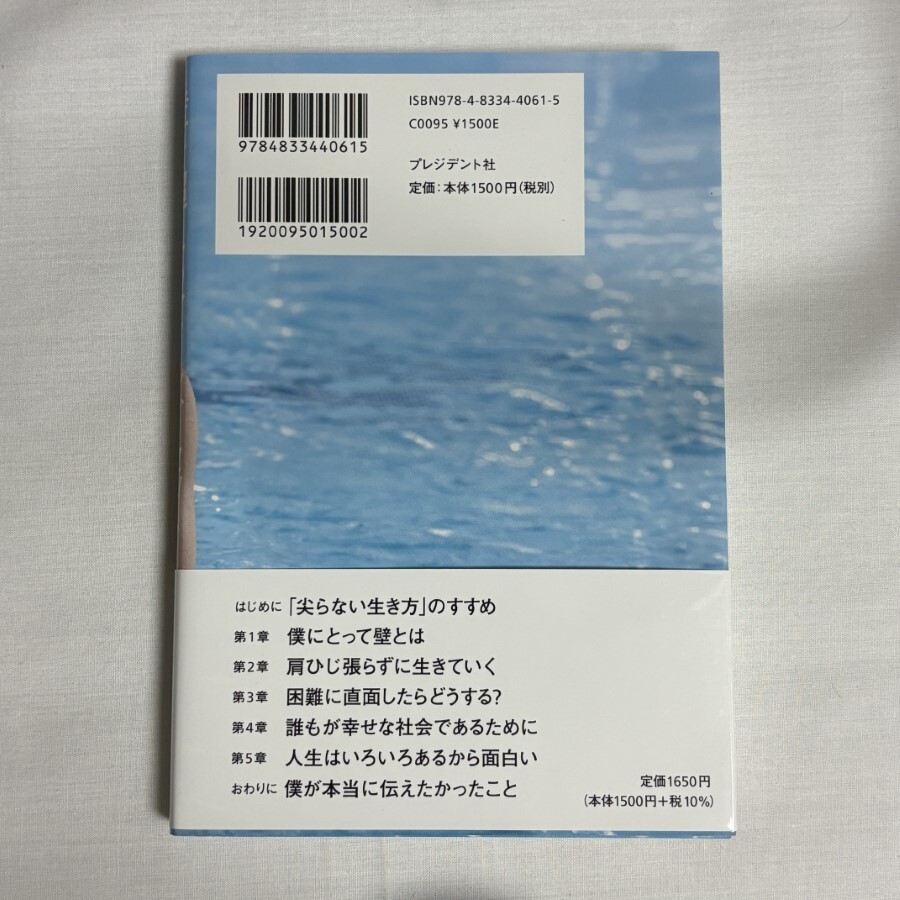 ISBN978-4-8334-4061-5
C0095 ¥1500E
9784833440615
プレジデント社
定価：本体1500円（税別）
1920095015002
はじめに 「尖らない生き方」のすすめ
第1章 僕にとって壁とは
第2章 肩ひじ張らずに生きていく
第3章 困難に直面したらどうする？
第4章 誰もが幸せな社会であるために
第5章 人生はいろいろあるから面白い
おわりに 僕が本当に伝えたかったこと
定価1650円
（本体1500円＋税10％）